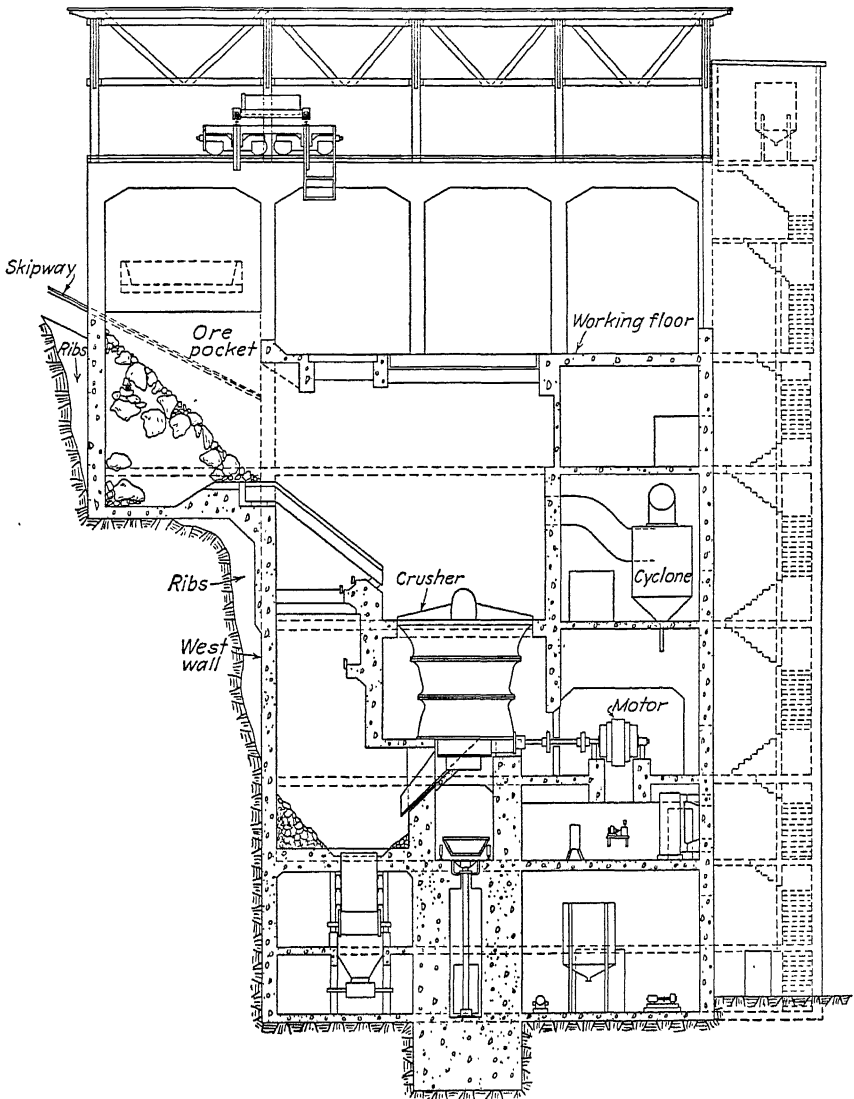 Skipway
Ribs
Ore
pocket
Working floor
Ribs
Crusher
Cyclone
West
wall
Motor